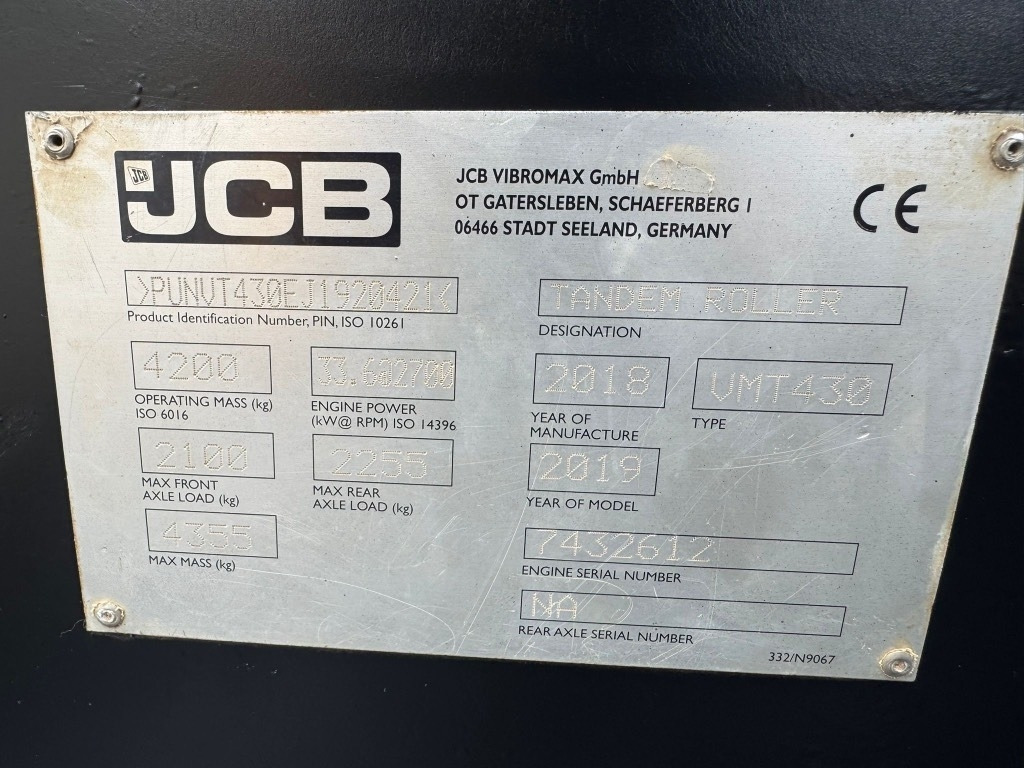 JCB
JCB
JCB VIBROMAX GmbH
OT GATERSLEBEN, SCHAEFERBERG 1
06466 STADT SEELAND, GERMANY
CE
>PUNVT430EJ1920421<
Product Identification Number, PIN, ISO 10261
TANDEM ROLLER
DESIGNATION
4200
OPERATING MASS (kg)
ISO 6016
33.6@2700
ENGINE POWER
(kW@ RPM) ISO 14396
2018
YEAR OF
MANUFACTURE
VMT430
TYPE
2100
MAX FRONT
AXLE LOAD (kg)
2255
MAX REAR
AXLE LOAD (kg)
2019
YEAR OF MODEL
4355
MAX MASS (kg)
7432612
ENGINE SERIAL NUMBER
NA
REAR AXLE SERIAL NUMBER
332/N9067